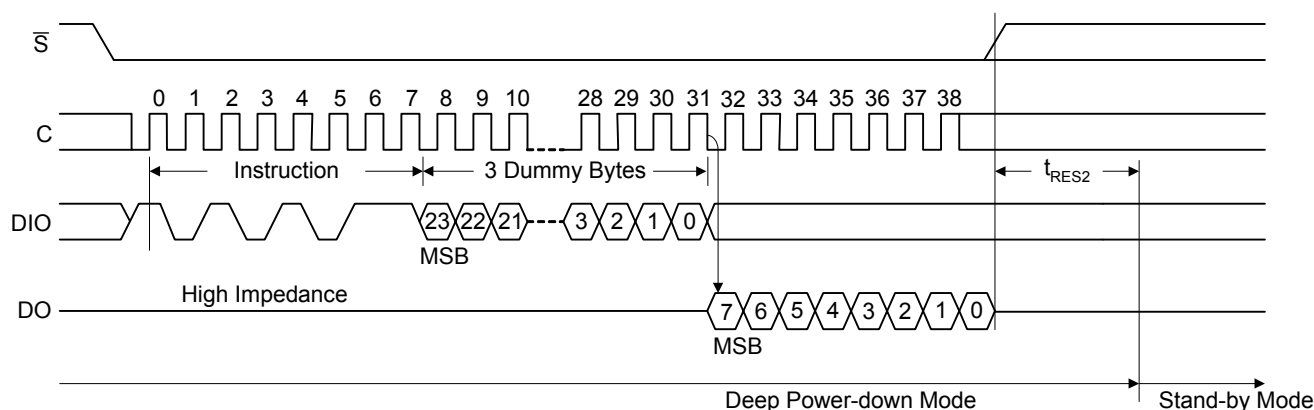 S
0 1 2 3 4 5 6 7 8 9 10 28 29 30 31 32 33 34 35 36 37 38
C
Instruction 3 Dummy Bytes tRES2
DIO 23 22 21 3 2 1 0
MSB
High Impedance
DO 7 6 5 4 3 2 1 0
MSB
Deep Power-down Mode Stand-by Mode